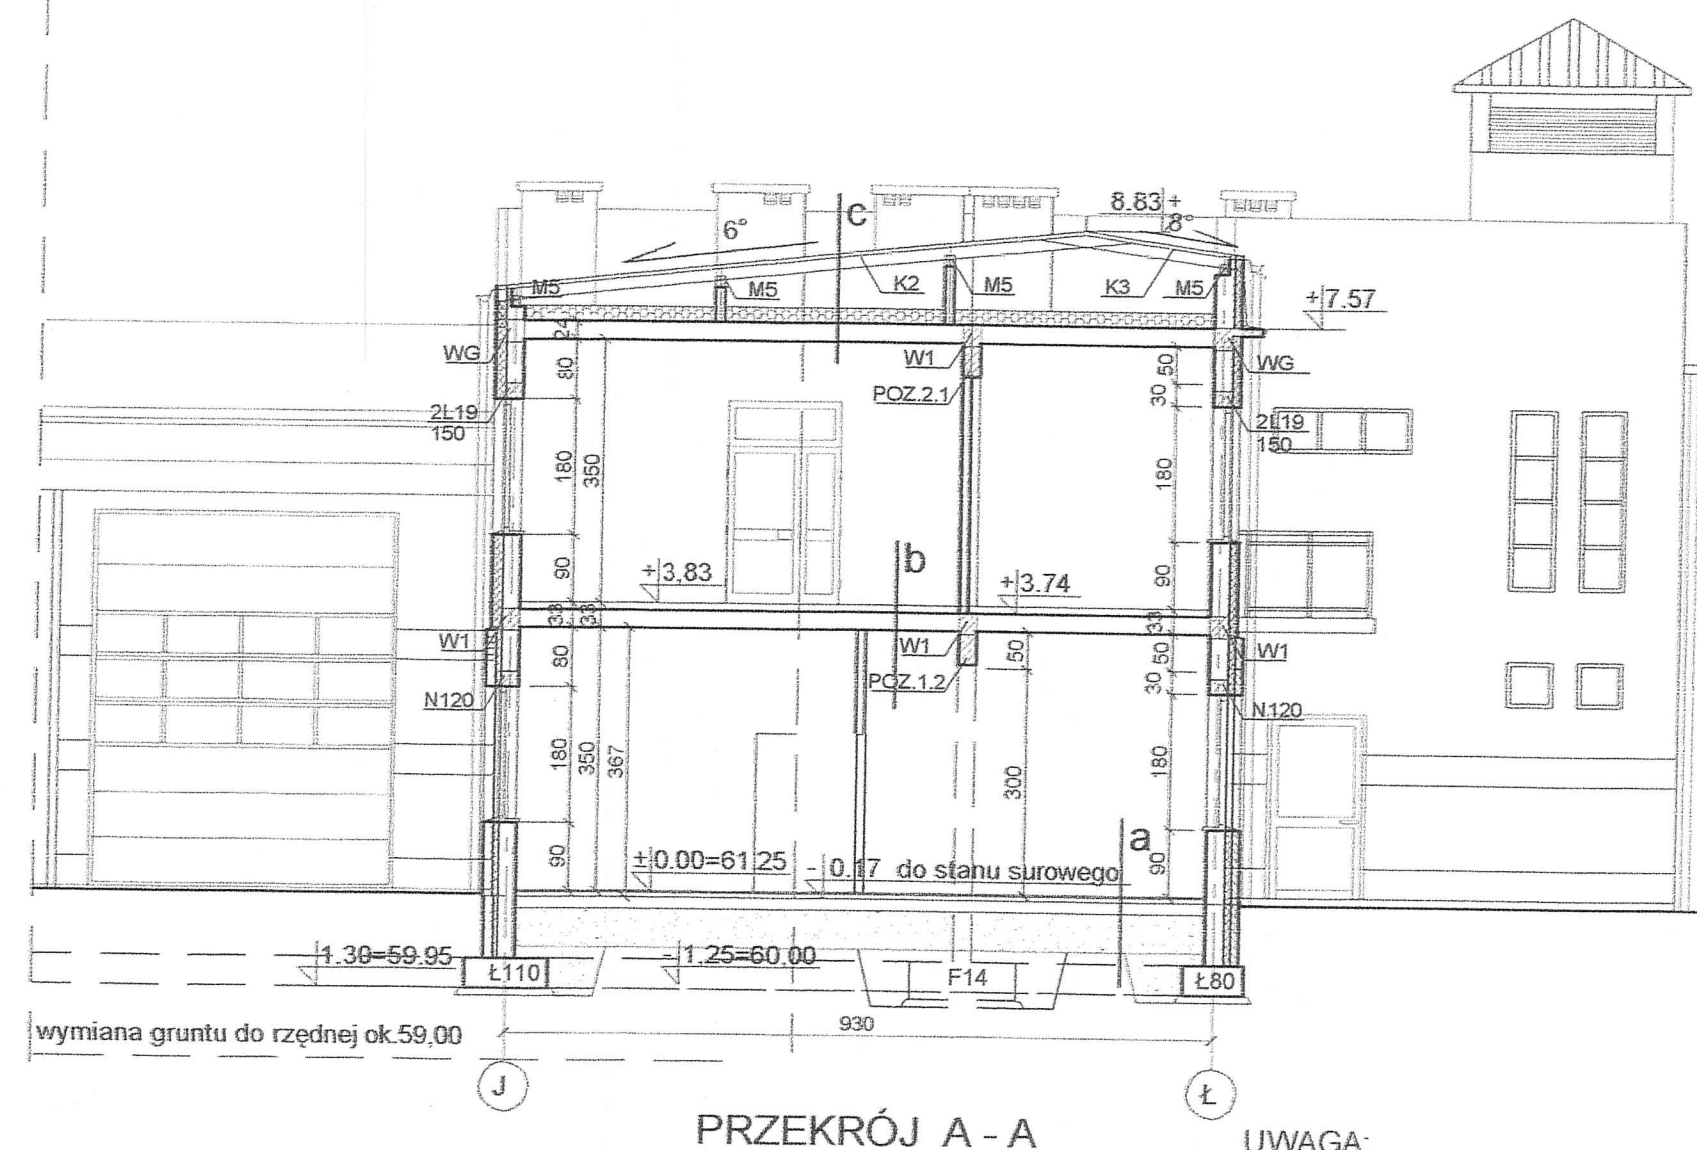 8.83 +
8°
6°
c
M5
M5
K2
M5
K3
M5
+7.57
24
WG
80
W1
50
WG
POZ.2.1
30
2L19
150
2L19
150
180
350
180
90
+3,83
b
+3.74
90
33
33
33
W1
80
W1
50
50
W1
POZ.1.2
30
N120
N120
180
350
367
300
180
a
90
±0.00=61.25
- 0.17 do stanu surowego
90
1.30=59.95
- 1.25=60.00
Ł110
F14
Ł80
wymiana gruntu do rzędnej ok.59,00
930
J
Ł
PRZEKRÓJ A - A
UWAGA: